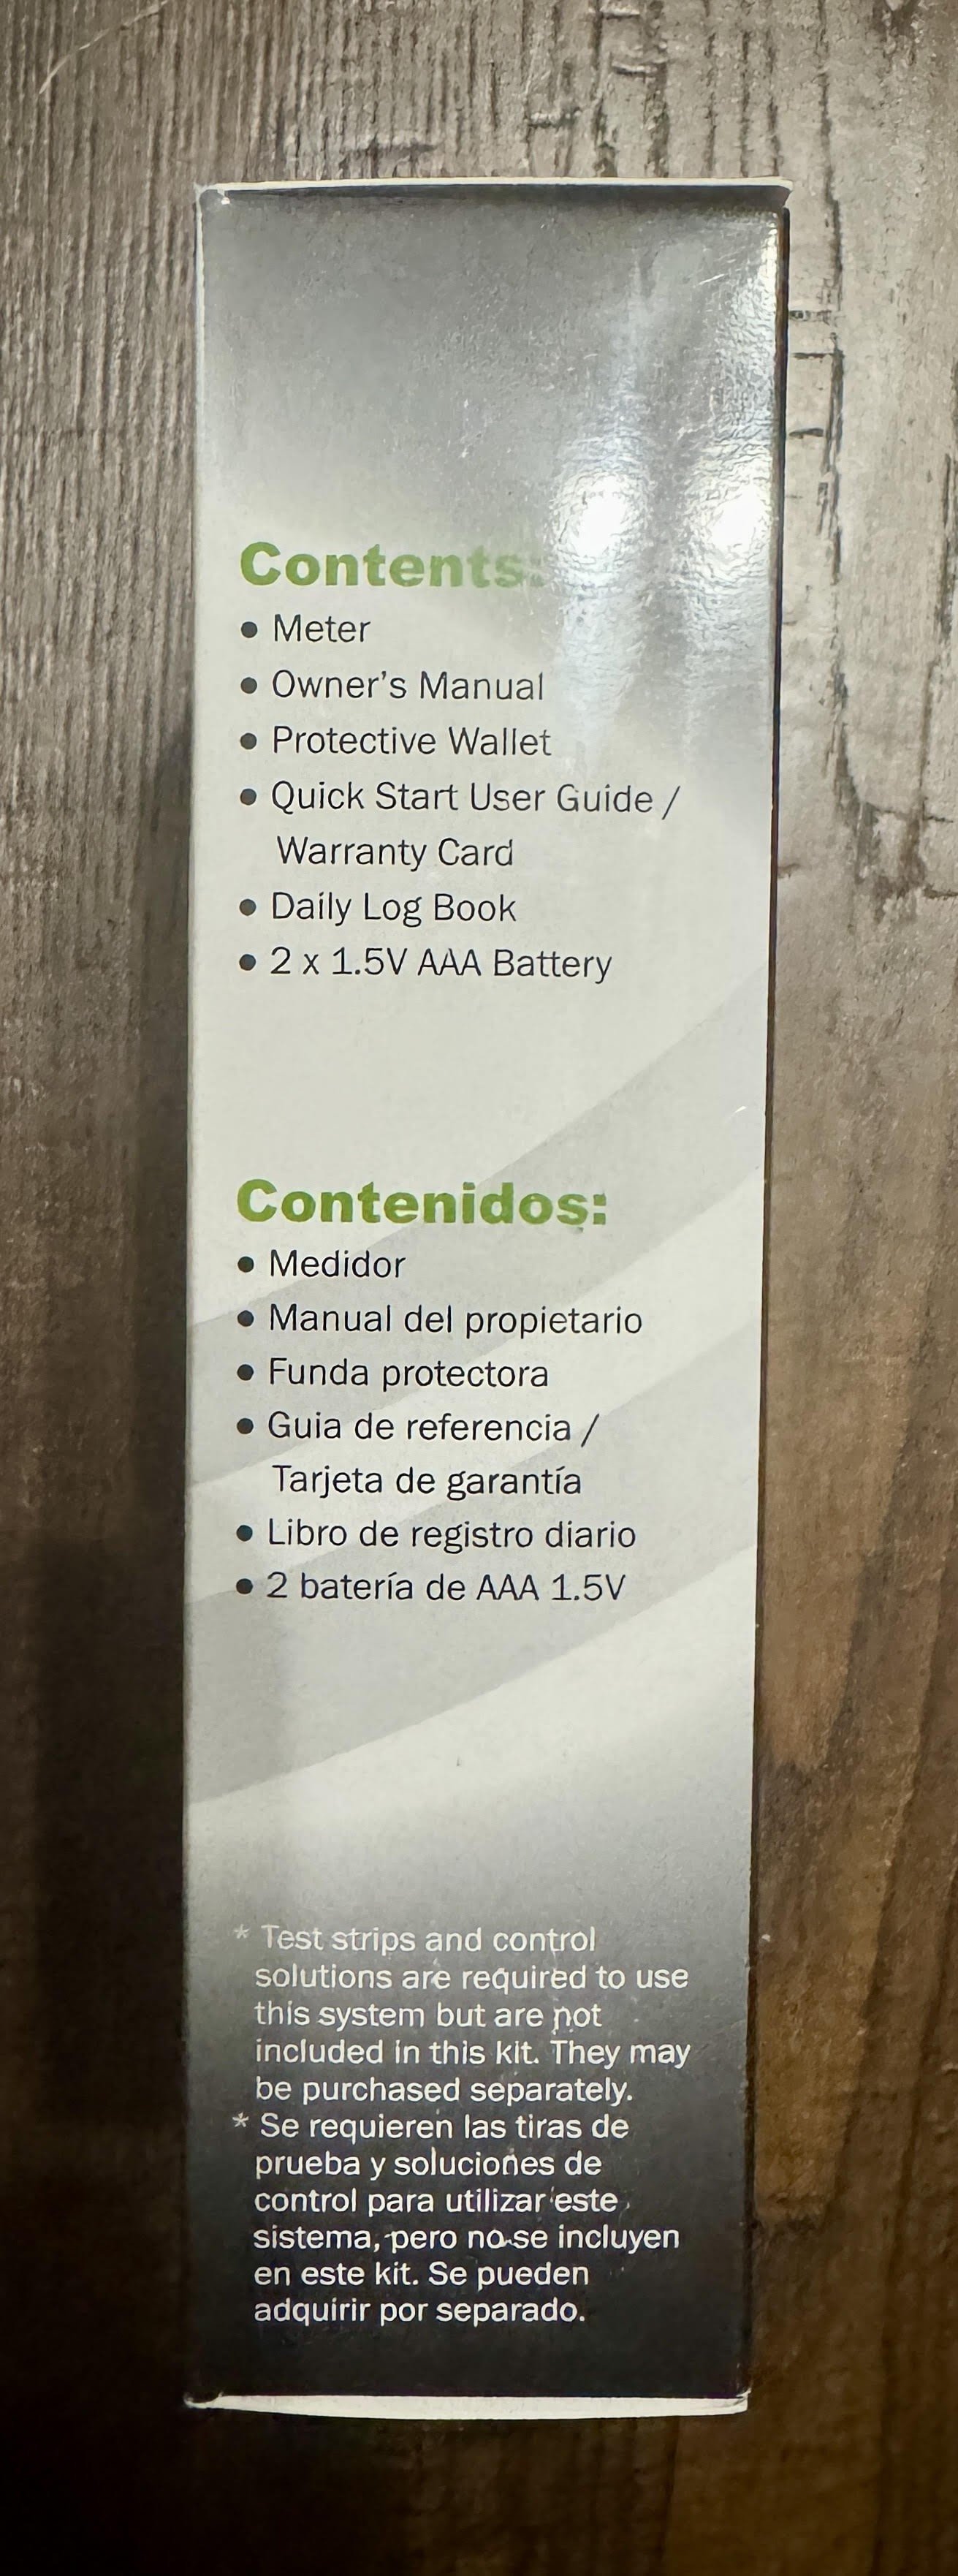 Contents:
• Meter
• Owner's Manual
• Protective Wallet
• Quick Start User Guide /
Warranty Card
• Daily Log Book
• 2 x 1.5V AAA Battery
Contenidos:
• Medidor
• Manual del propietario
• Funda protectora
• Guia de referencia /
Tarjeta de garantía
• Libro de registro diario
• 2 batería de AAA 1.5V
* Test strips and control
solutions are required to use
this system but are not
included in this kit. They may
be purchased separately.
* Se requieren las tiras de
prueba y soluciones de
control para utilizar este
sistema, pero no se incluyen
en este kit. Se pueden
adquirir por separado.